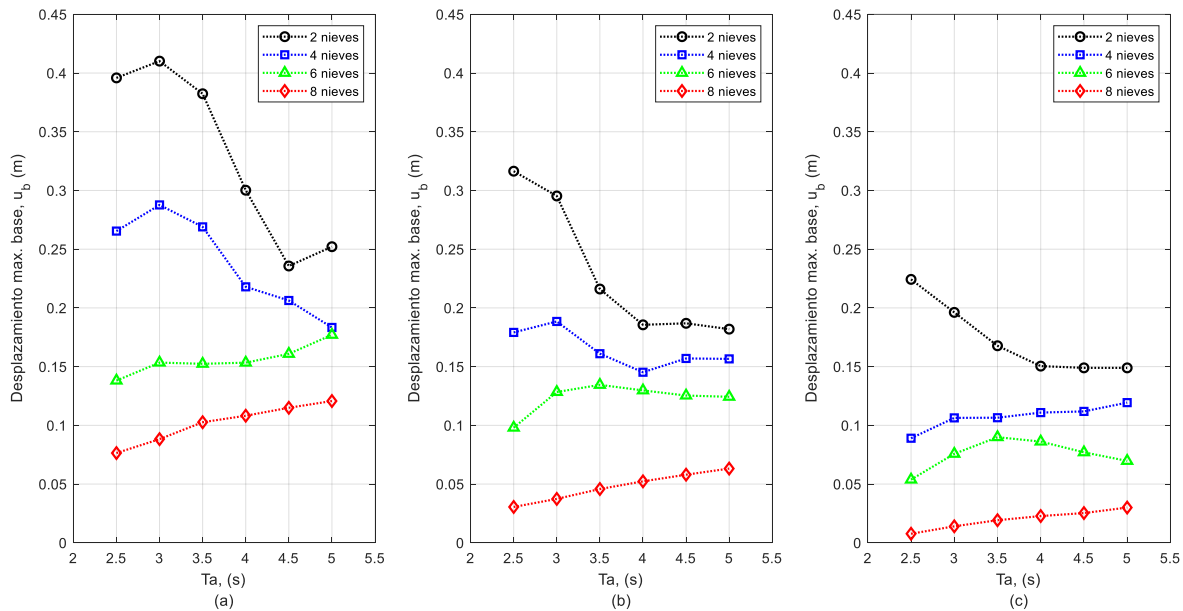 0.45
0.4
0.35
0.3
0.25
0.2
0.15
0.1
0.05
0
Desplazamiento max. base, u_b (m)
2 nieves
4 nieves
6 nieves
8 nieves
2 2.5 3 3.5 4 4.5 5 5.5
Ta, (s)
(a)
0.45
0.4
0.35
0.3
0.25
0.2
0.15
0.1
0.05
0
Desplazamiento max. base, u_b (m)
2 nieves
4 nieves
6 nieves
8 nieves
2 2.5 3 3.5 4 4.5 5 5.5
Ta, (s)
(b)
0.45
0.4
0.35
0.3
0.25
0.2
0.15
0.1
0.05
0
Desplazamiento max. base, u_b (m)
2 nieves
4 nieves
6 nieves
8 nieves
2 2.5 3 3.5 4 4.5 5 5.5
Ta, (s)
(c)